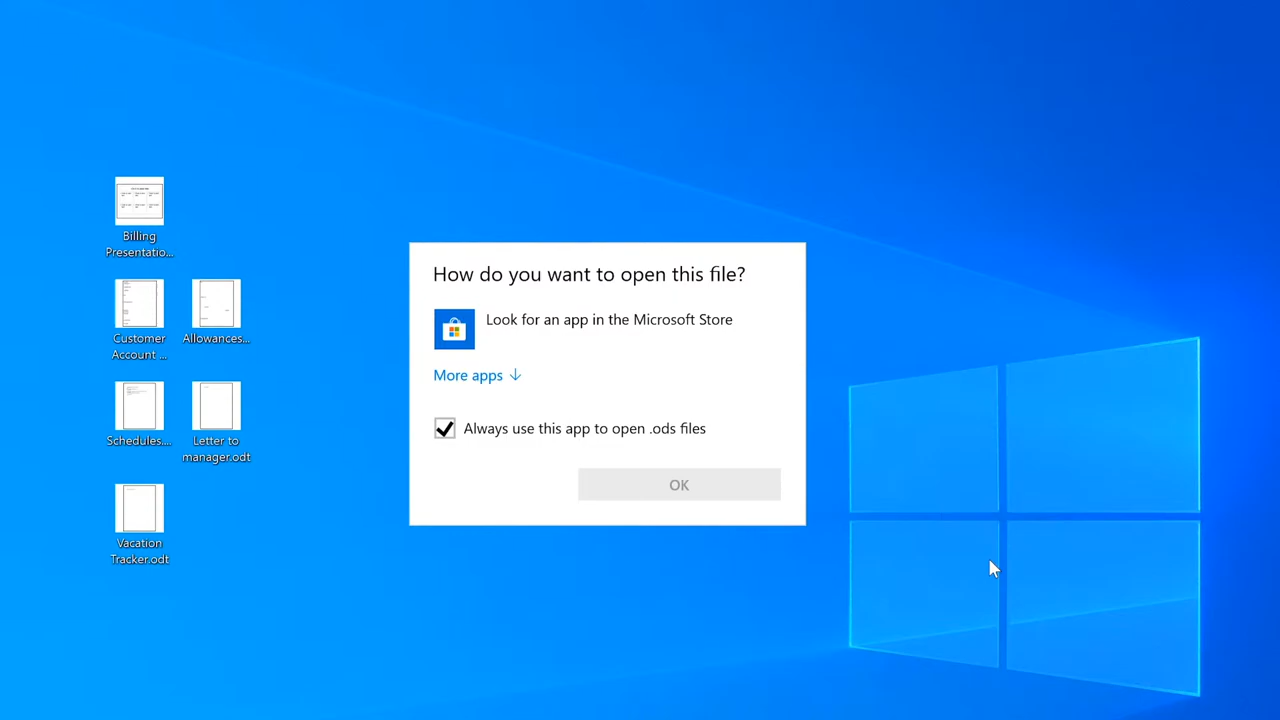 Billing
Presentatio...
Customer
Account ...
Allowances...
Schedules....
Letter to
manager.odt
Vacation
Tracker.odt
How do you want to open this file?
Look for an app in the Microsoft Store
More apps ↓
Always use this app to open .ods files
OK